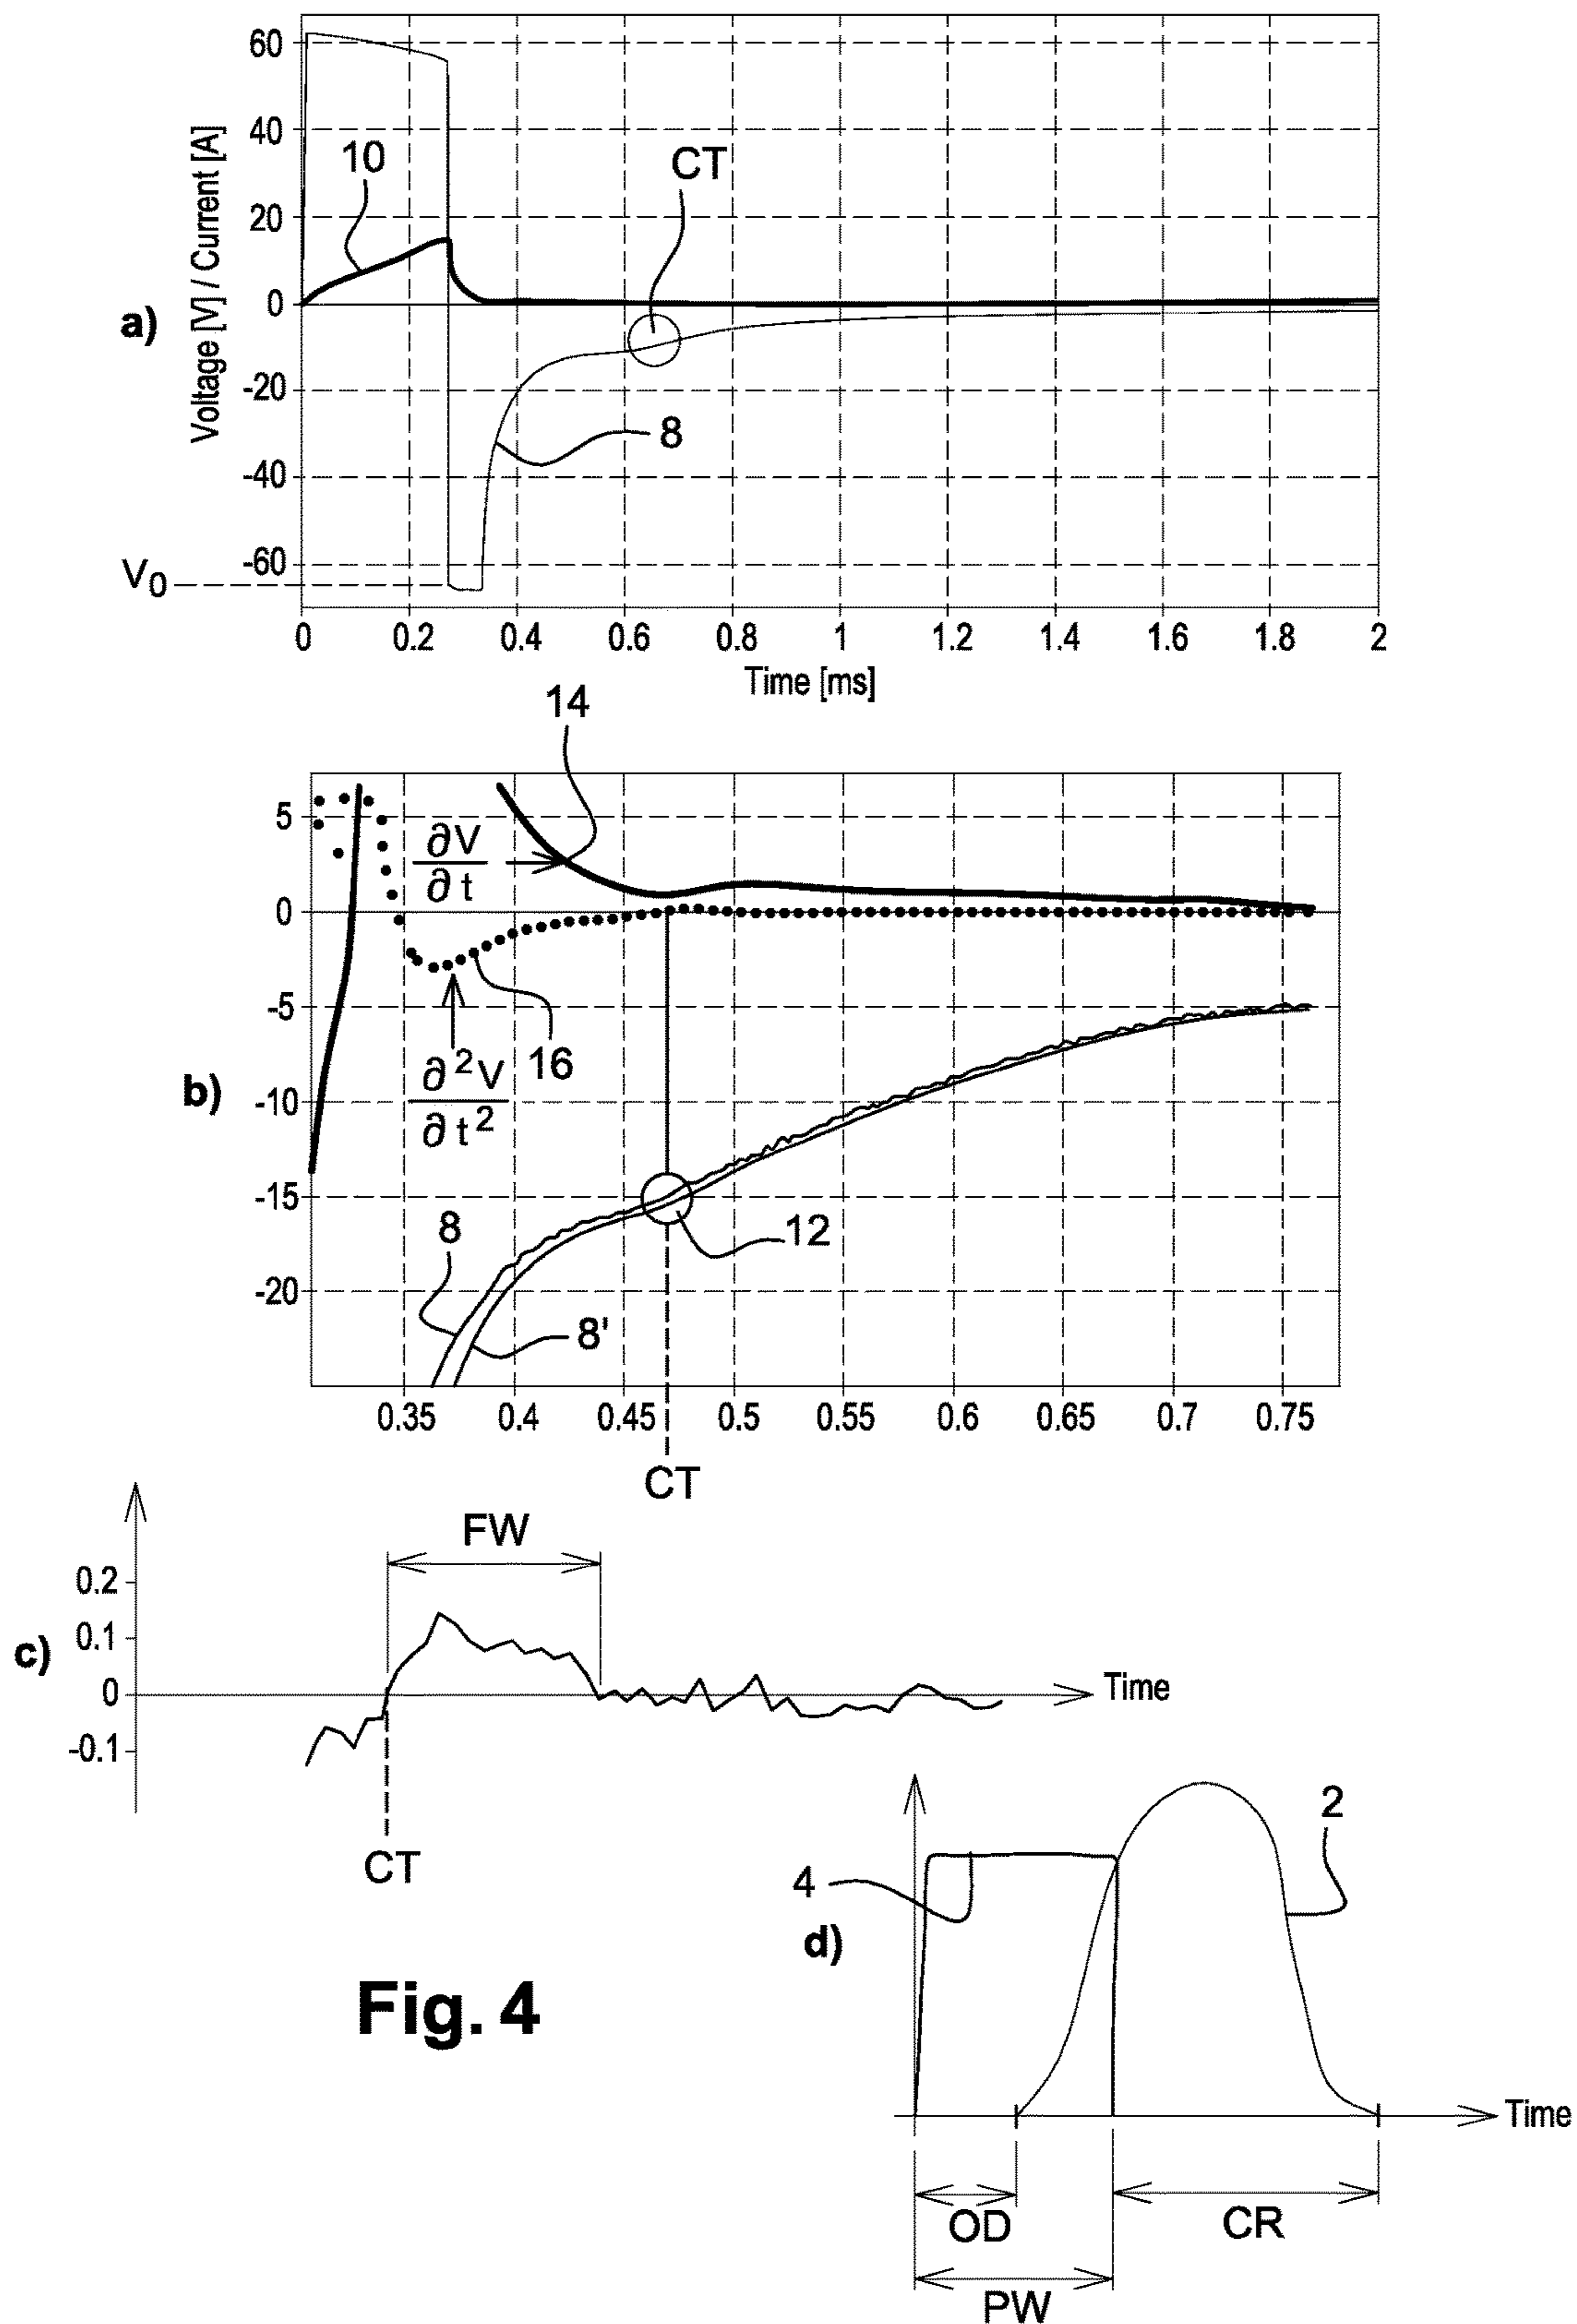 60
40
20
0
-20
-40
-60
Voltage [V] / Current [A]
a)
10
CT
8
V0
0 0.2 0.4 0.6 0.8 1 1.2 1.4 1.6 1.8 2
Time [ms]
14
5
0
-5
-10
-15
-20
b)
∂V
∂t
∂²V
∂t²
16
12
8
8'
0.35 0.4 0.45 0.5 0.55 0.6 0.65 0.7 0.75
CT
FW
0.2
0.1
0
-0.1
c)
Time
CT
2
4
d)
Time
OD
CR
PW
Fig. 4